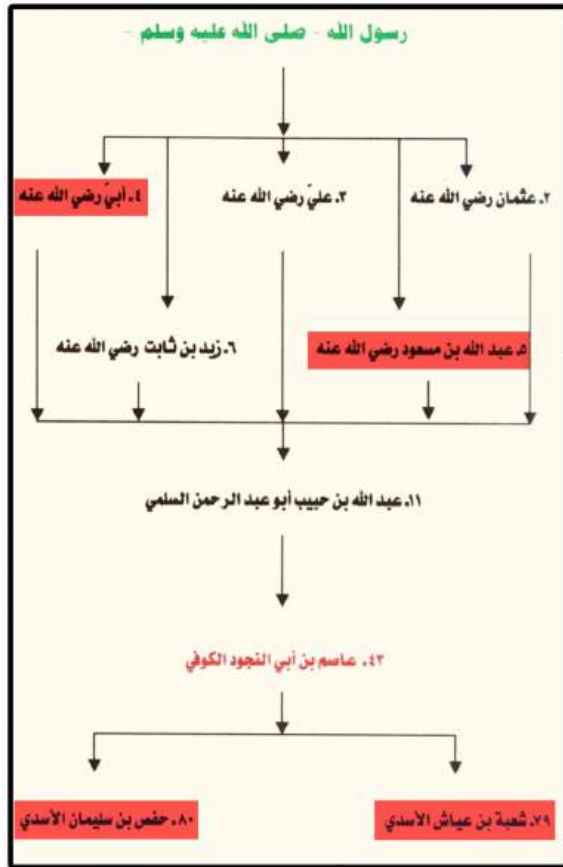 رسول الله - صلى الله عليه وسلم -
٢. عثمان رضي الله عنه
٣. عليّ رضي الله عنه
٤. أبيّ رضي الله عنه
٥. عبد الله بن مسعود رضي الله عنه
٦. زيد بن ثابت رضي الله عنه
١١. عبد الله بن حبيب أبو عبد الرحمن السلمي
٤٣. عاصم بن أبي النجود الكوفي
٧٩. شعبة بن عياش الأسدي
٨٠. حفص بن سليمان الأسدي